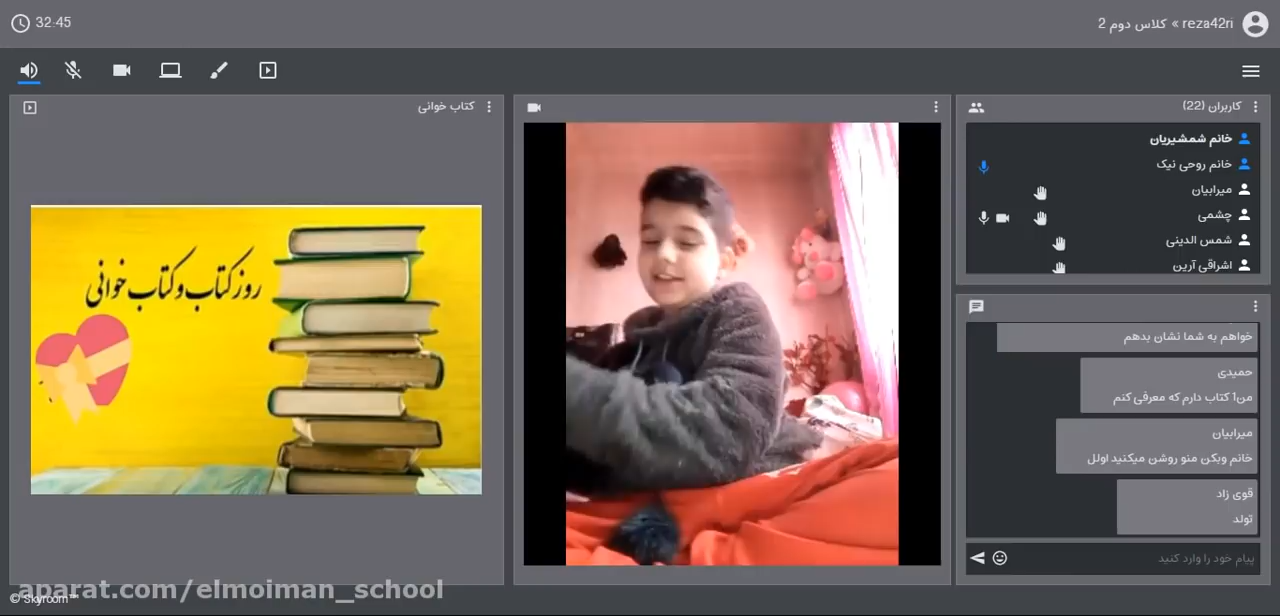 32:45
reza42ri » کلاس دوم 2
کتاب خوانی
روز کتاب و کتاب خوانی
کاربران (22)
خانم شمشیریان
خانم روحی نیک
میرابیان
چشمی
شمس الدینی
اشراقی آرین
خواهم به شما نشان بدهم
حمیدی
من1 کتاب دارم که معرفی کنم
میرابیان
خانم وبکن منو روشن میکنید اولل
قوی زاد
تولد
پیام خود را وارد کنید
aparat.com/elmoiman_school
© Skyroom™